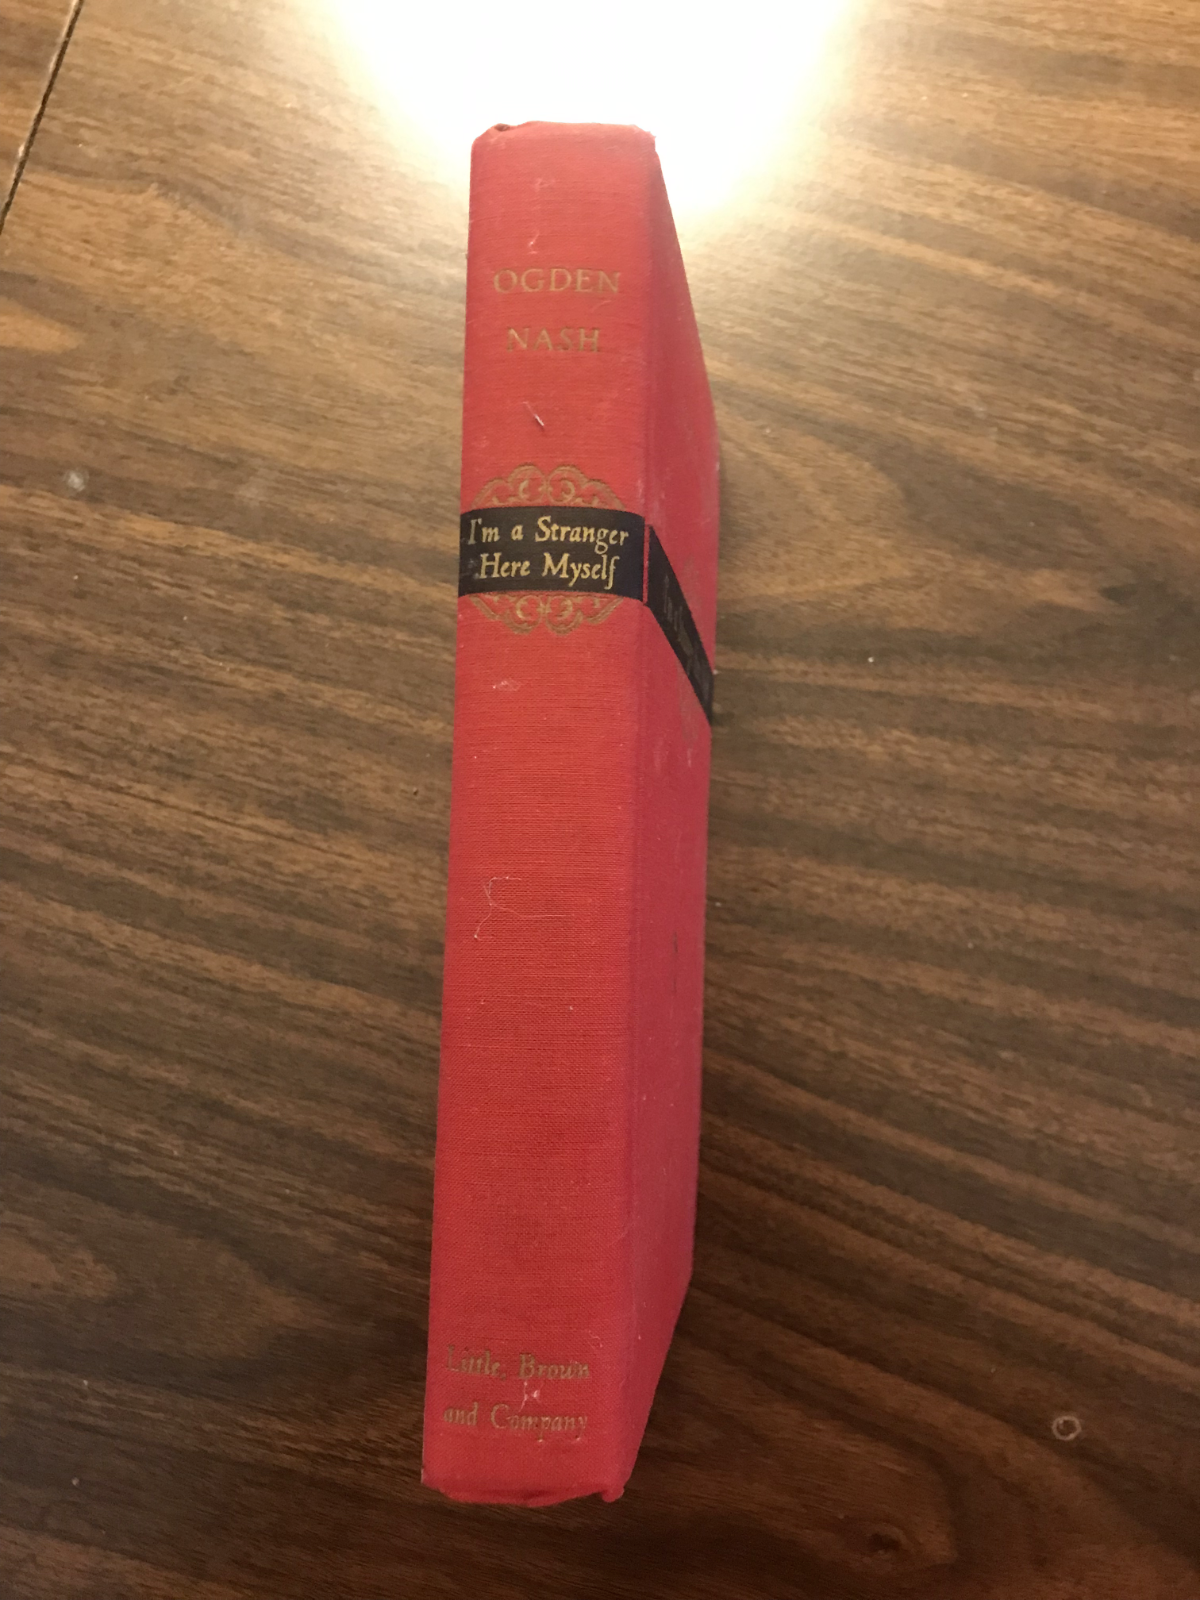 OGDEN
NASH
I'm a Stranger
Here Myself
Little, Brown
and Company